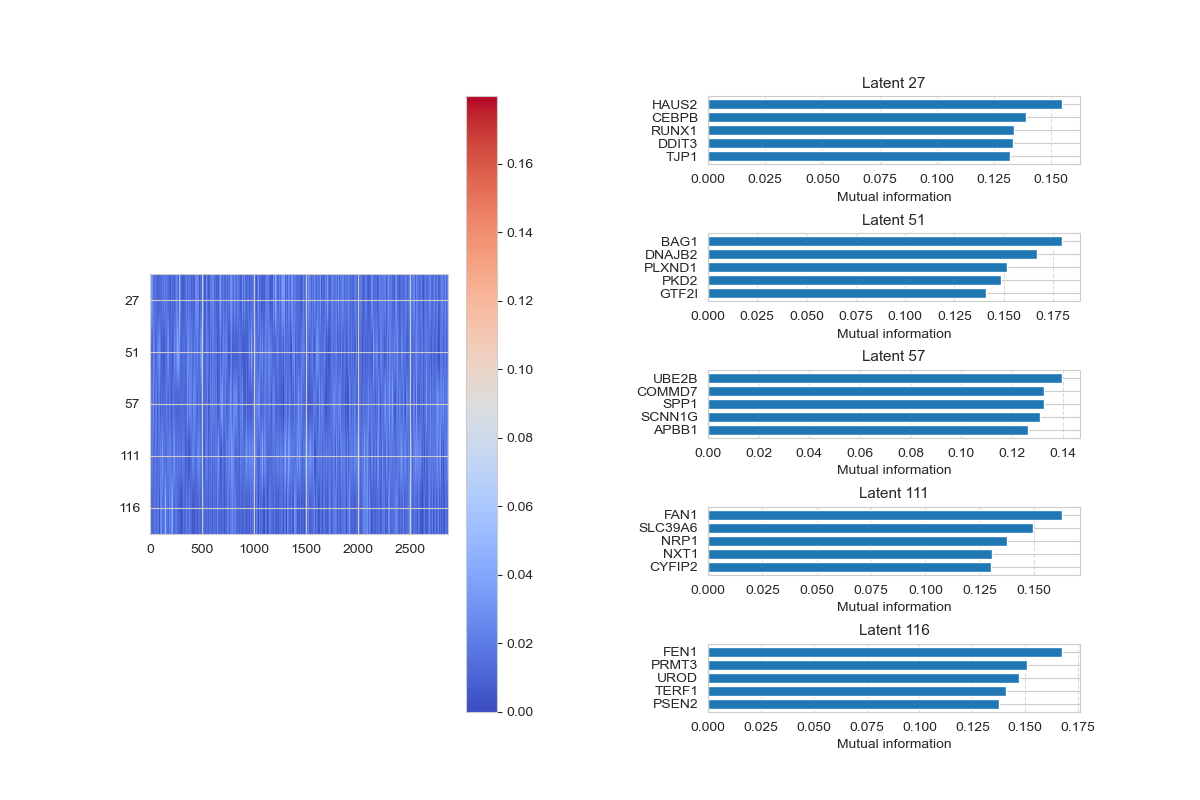 27
51
57
111
116
0 500 1000 1500 2000 2500
0.16
0.14
0.12
0.10
0.08
0.06
0.04
0.02
0.00
Latent 27
HAUS2
CEBPB
RUNX1
DDIT3
TJP1
0.000 0.025 0.050 0.075 0.100 0.125 0.150
Mutual information
Latent 51
BAG1
DNAJB2
PLXND1
PKD2
GTF2I
0.000 0.025 0.050 0.075 0.100 0.125 0.150 0.175
Mutual information
Latent 57
UBE2B
COMMD7
SPP1
SCNN1G
APBB1
0.00 0.02 0.04 0.06 0.08 0.10 0.12 0.14
Mutual information
Latent 111
FAN1
SLC39A6
NRP1
NXT1
CYFIP2
0.000 0.025 0.050 0.075 0.100 0.125 0.150
Mutual information
Latent 116
FEN1
PRMT3
UROD
TERF1
PSEN2
0.000 0.025 0.050 0.075 0.100 0.125 0.150 0.175
Mutual information